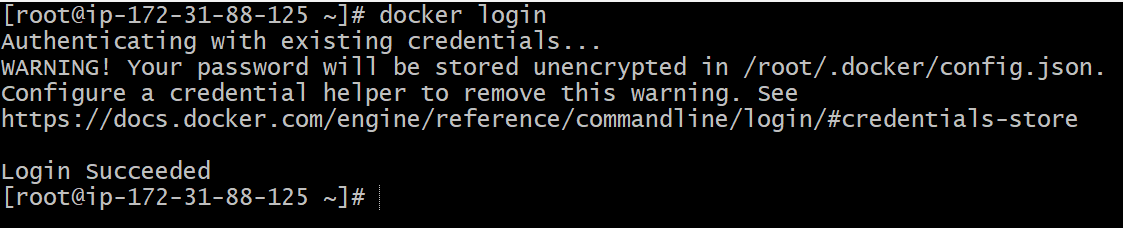 [root@ip-172-31-88-125 ~]# docker login
Authenticating with existing credentials...
WARNING! Your password will be stored unencrypted in /root/.docker/config.json.
Configure a credential helper to remove this warning. See
https://docs.docker.com/engine/reference/commandline/login/#credentials-store
Login Succeeded
[root@ip-172-31-88-125 ~]#